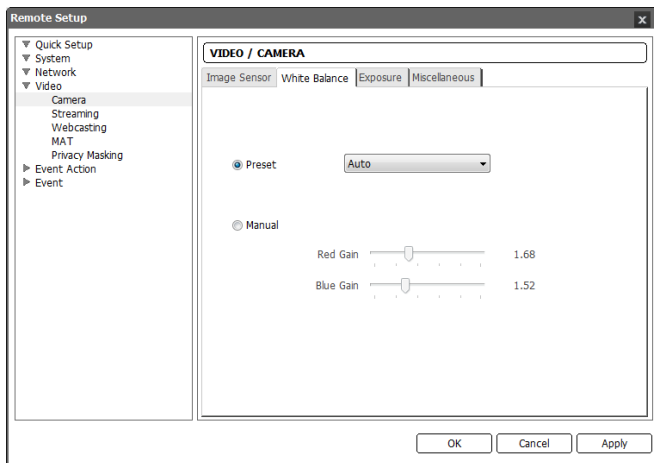 Remote Setup
x
Quick Setup
System
Network
Video
Camera
Streaming
Webcasting
MAT
Privacy Masking
Event Action
Event
VIDEO / CAMERA
Image Sensor White Balance Exposure Miscellaneous
Preset Auto
Manual
Red Gain 1.68
Blue Gain 1.52
OK Cancel Apply